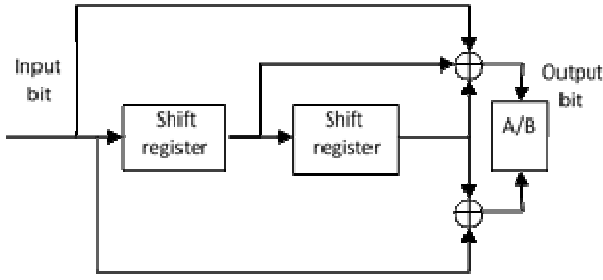 Input
bit
Shift
register
Shift
register
A/B
Output
bit